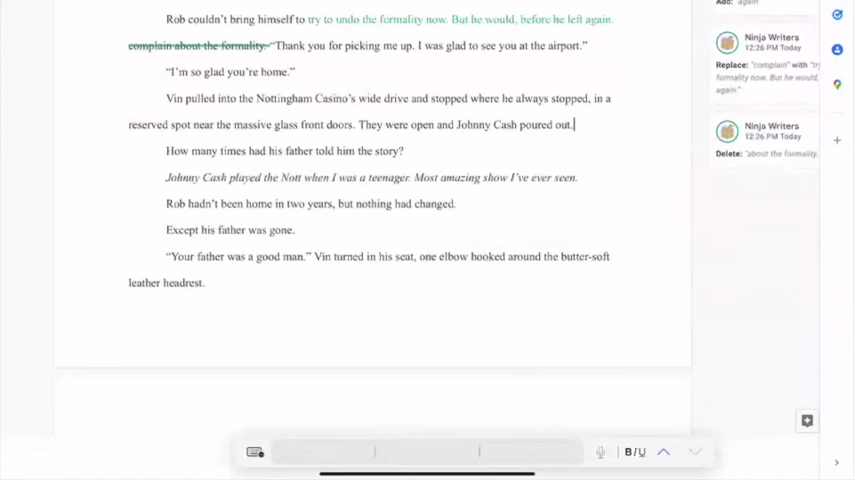 Add: "again"
Rob couldn't bring himself to try to undo the formality now. But he would, before he left again.
complain about the formality. "Thank you for picking me up. I was glad to see you at the airport."
"I'm so glad you're home."
Vin pulled into the Nottingham Casino's wide drive and stopped where he always stopped, in a
reserved spot near the massive glass front doors. They were open and Johnny Cash poured out.
How many times had his father told him the story?
Johnny Cash played the Nott when I was a teenager. Most amazing show I've ever seen.
Rob hadn't been home in two years, but nothing had changed.
Except his father was gone.
"Your father was a good man." Vin turned in his seat, one elbow hooked around the butter-soft
leather headrest.
Ninja Writers
12:26 PM Today
Replace: "complain" with "try
formality now. But he would,
again."
Ninja Writers
12:26 PM Today
Delete: "about the formality.
B/U